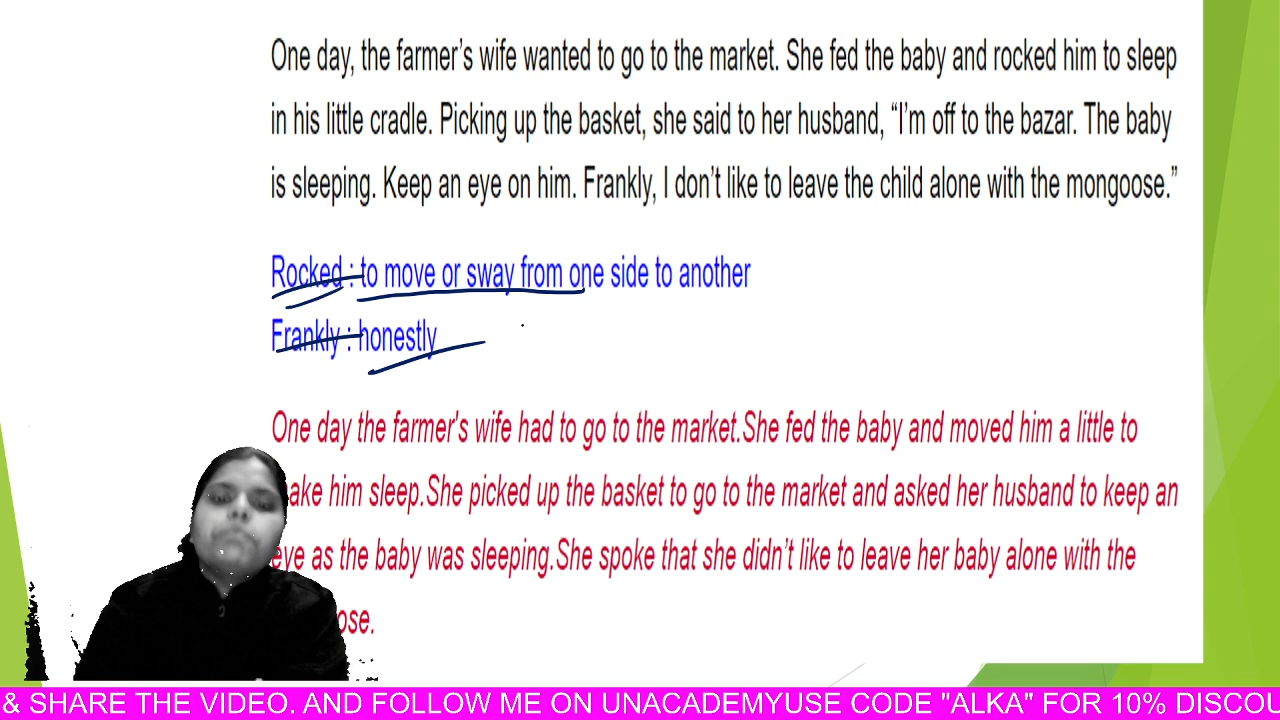 One day, the farmer’s wife wanted to go to the market. She fed the baby and rocked him to sleep
in his little cradle. Picking up the basket, she said to her husband, “I’m off to the bazar. The baby
is sleeping. Keep an eye on him. Frankly, I don’t like to leave the child alone with the mongoose.”
Rocked : to move or sway from one side to another
Frankly : honestly
One day the farmer's wife had to go to the market.She fed the baby and moved him a little to
ake him sleep.She picked up the basket to go to the market and asked her husband to keep an
eye as the baby was sleeping.She spoke that she didn’t like to leave her baby alone with the
ose.
& SHARE THE VIDEO. AND FOLLOW ME ON UNACADEMYUSE CODE "ALKA" FOR 10% DISCOU